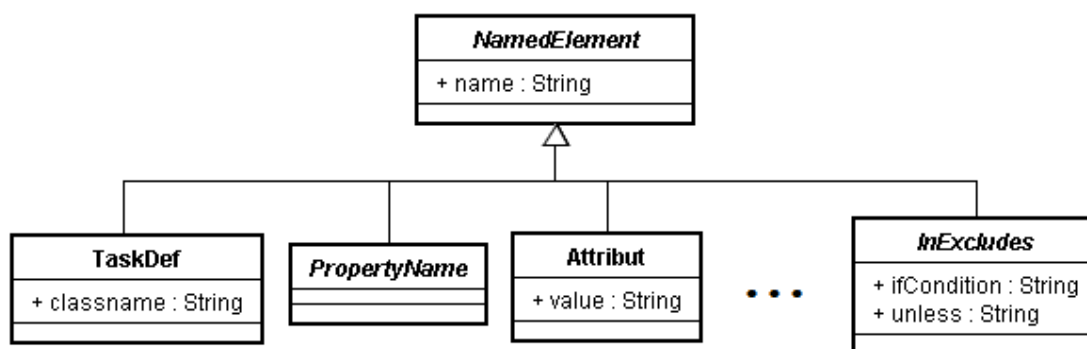 NamedElement
+ name : String
TaskDef
+ classname : String
PropertyName
Attribut
+ value : String
• • •
InExcludes
+ ifCondition : String
+ unless : String